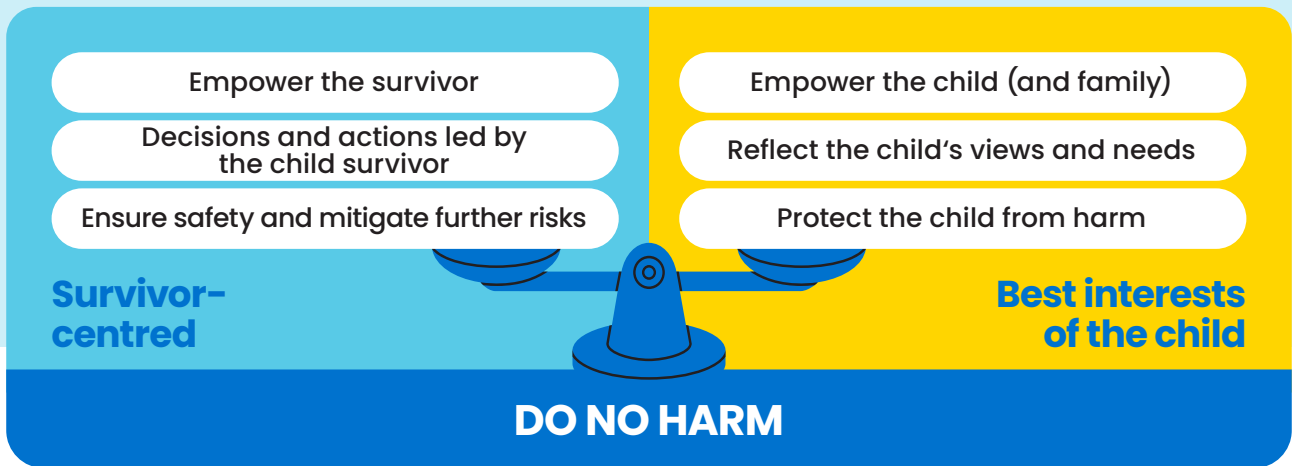 Empower the survivor
Decisions and actions led by
the child survivor
Ensure safety and mitigate further risks
Survivor-
centred
Empower the child (and family)
Reflect the child‘s views and needs
Protect the child from harm
Best interests
of the child
DO NO HARM